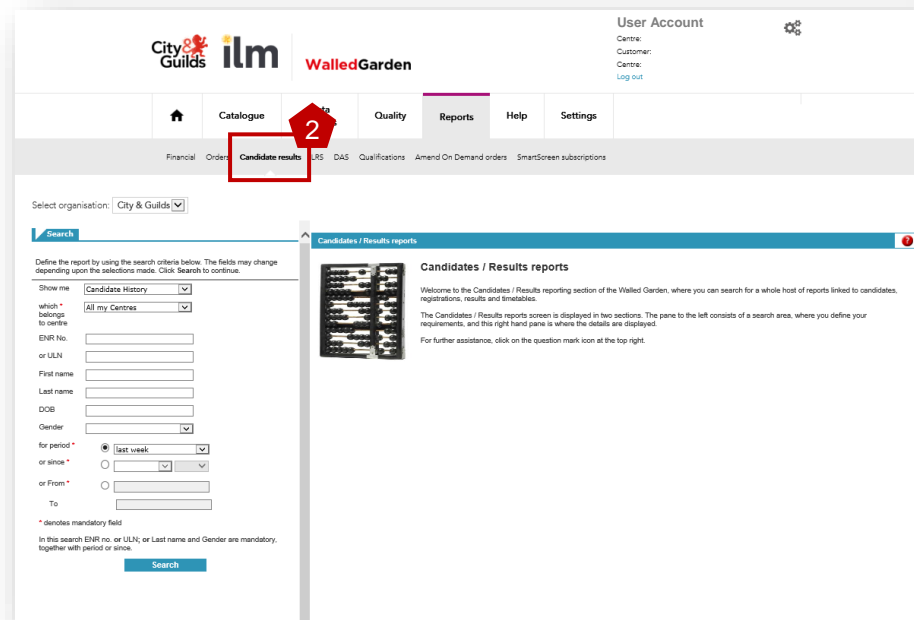 User Account
Centre:
Customer:
Centre:
Log out
City & Guilds
ilm
WalledGarden
Catalogue
Quality
Reports
Help
Settings
2
Financial Orders Candidate results LRS DAS Qualifications Amend On Demand orders SmartScreen subscriptions
Select organisation: City & Guilds
Search
Define the report by using the search criteria below. The fields may change
depending upon the selections made. Click Search to continue.
Show me Candidate History
which * All my Centres
belongs
to centre
ENR No.
or ULN
First name
Last name
DOB
Gender
for period * last week
or since *
or From *
To
* denotes mandatory field
In this search ENR no. or ULN; or Last name and Gender are mandatory,
together with period or since.
Search
Candidates / Results reports
?
Candidates / Results reports
Welcome to the Candidates / Results reporting section of the Walled Garden, where you can search for a whole host of reports linked to candidates,
registrations, results and timetables.
The Candidates / Results reports screen is displayed in two sections. The pane to the left consists of a search area, where you define your
requirements, and this right hand pane is where the details are displayed.
For further assistance, click on the question mark icon at the top right.